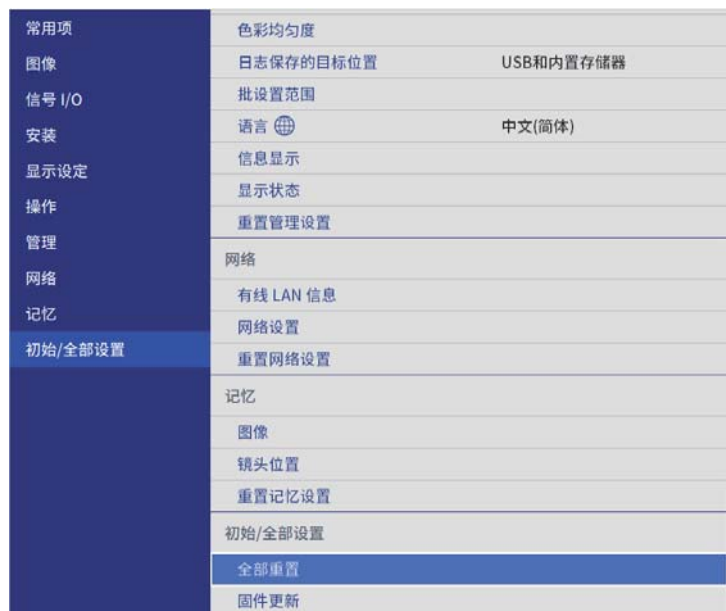 常用项
图像
信号 I/O
安装
显示设定
操作
管理
网络
记忆
初始/全部设置
色彩均匀度
日志保存的目标位置 USB和内置存储器
批设置范围
语言 中文(简体)
信息显示
显示状态
重置管理设置
网络
有线 LAN 信息
网络设置
重置网络设置
记忆
图像
镜头位置
重置记忆设置
初始/全部设置
全部重置
固件更新